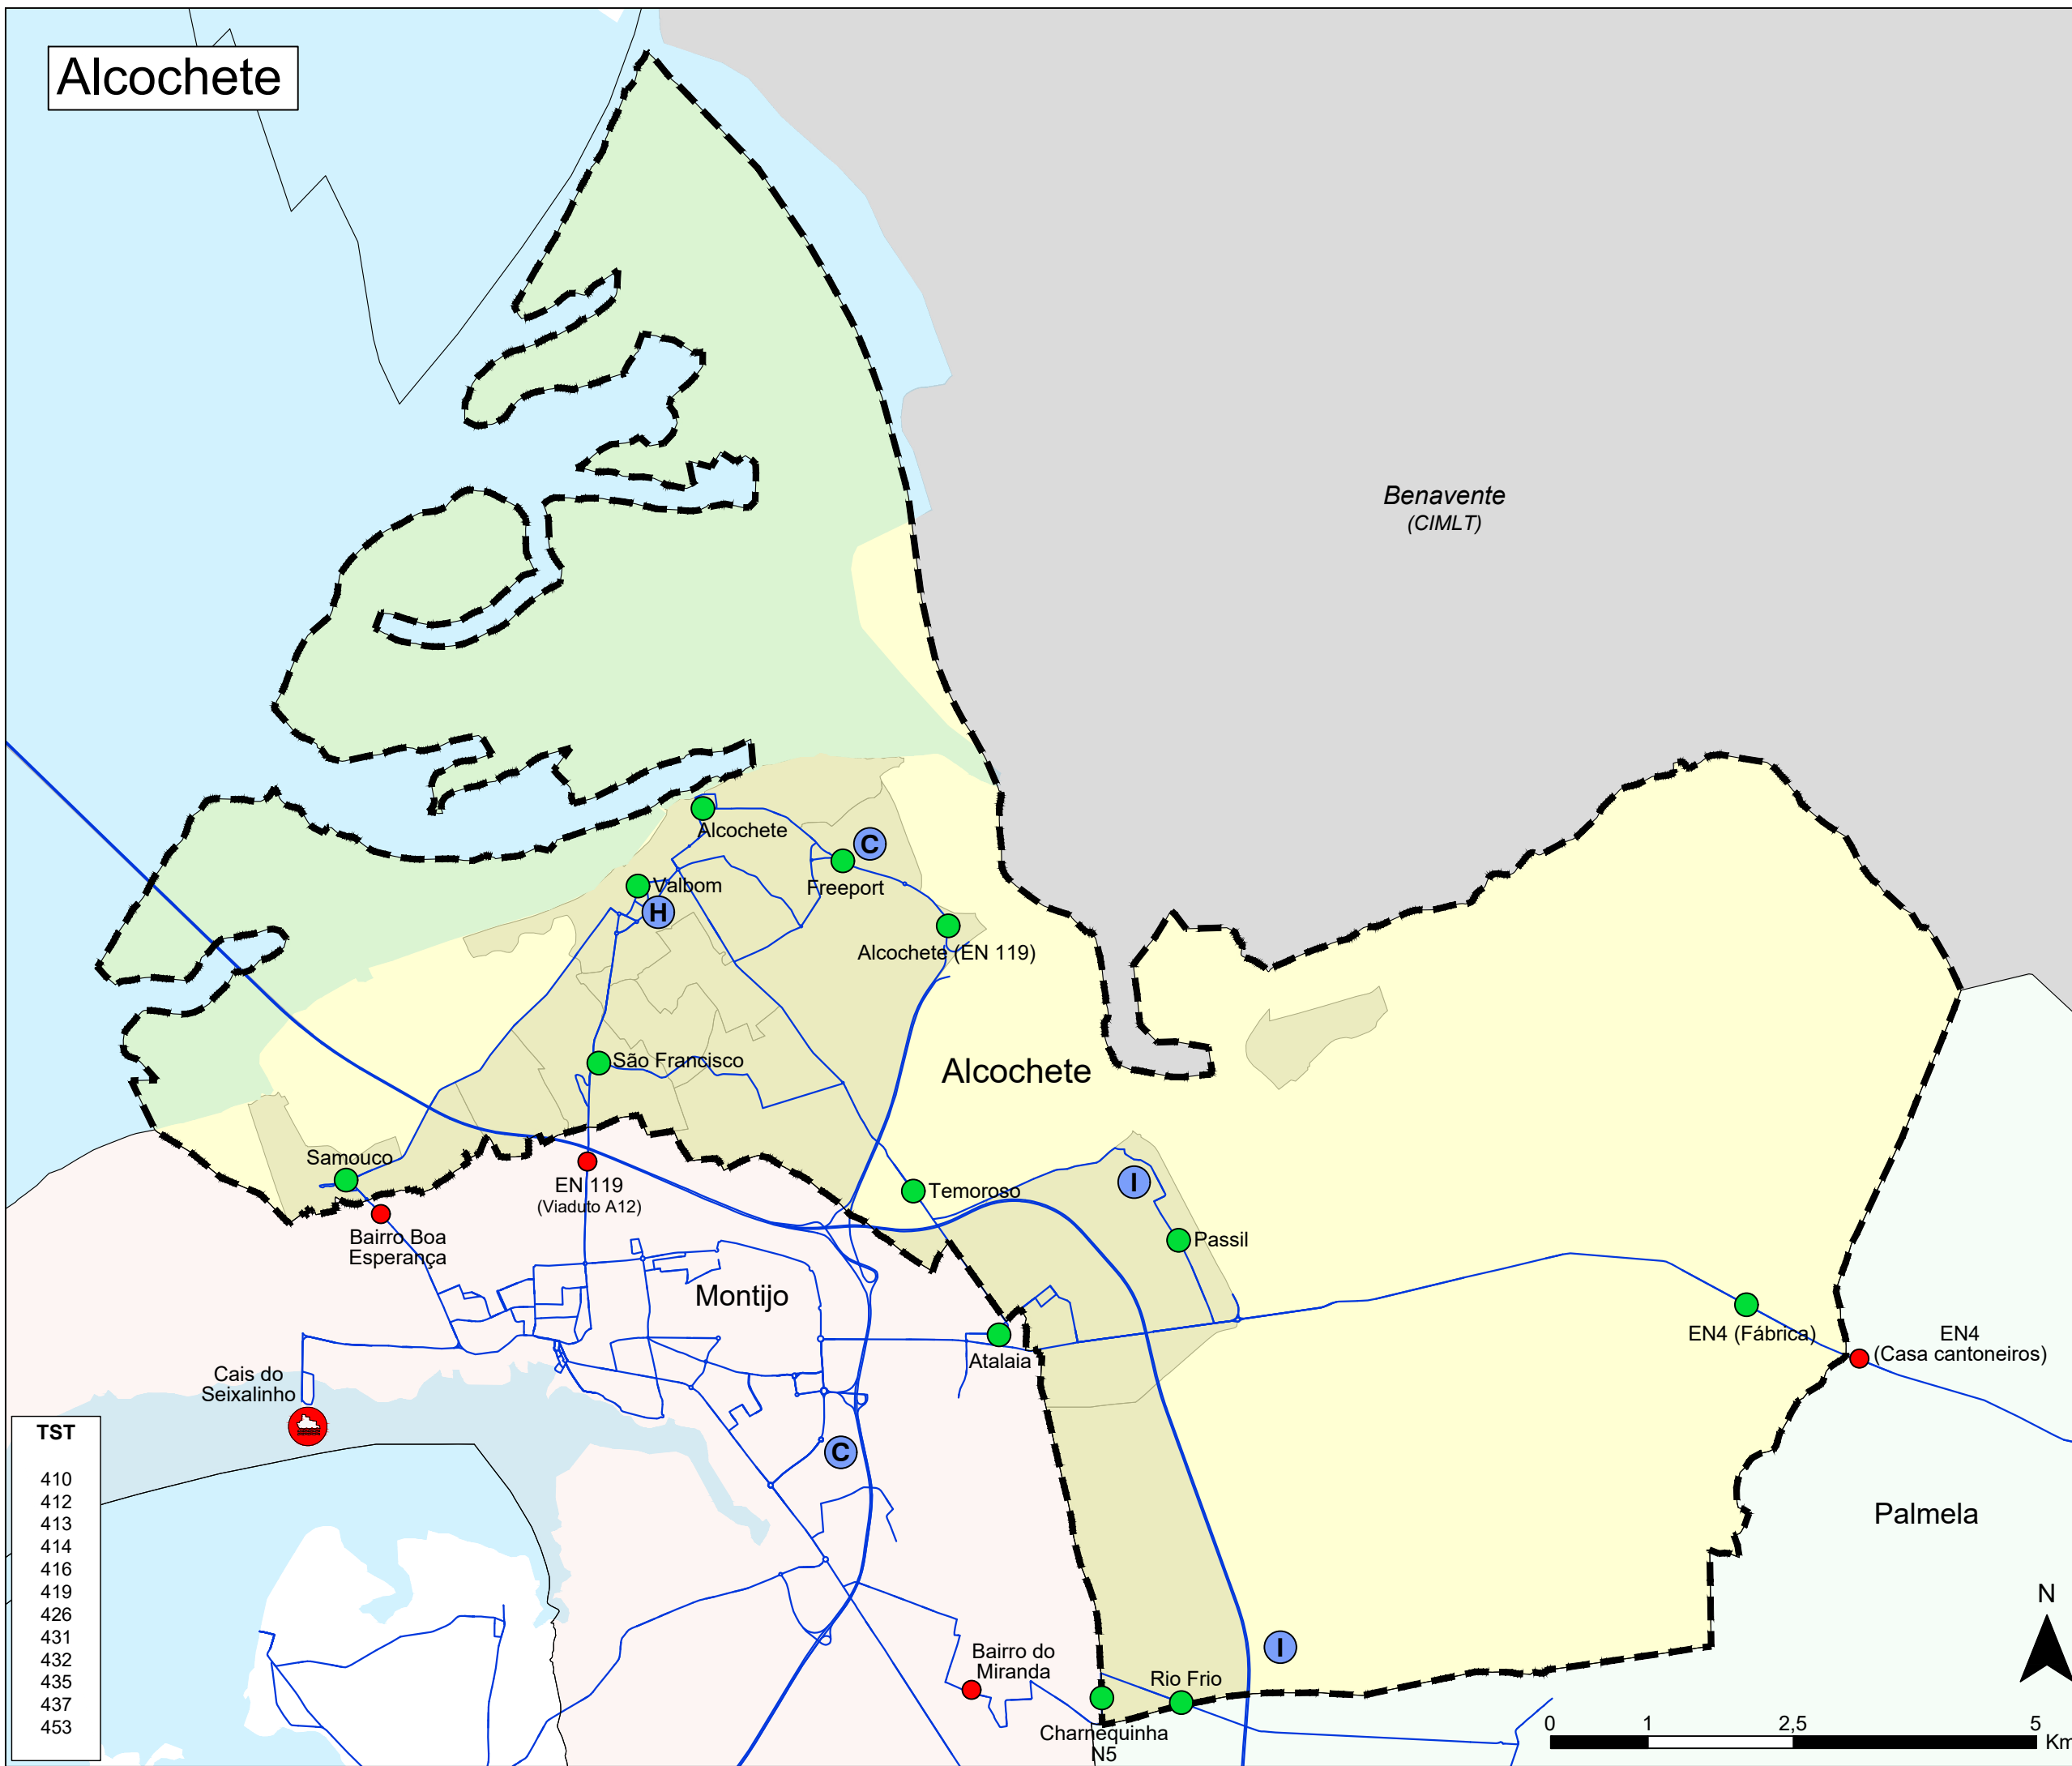 Alcochete
Benavente
(CIMLT)
Alcochete
C
Freeport
Valbom
H
Alcochete (EN 119)
São Francisco
Alcochete
Samouco
EN 119
(Viaduto A12)
Temoroso
I
Passil
Bairro Boa
Esperança
Montijo
EN4 (Fábrica)
EN4
(Casa cantoneiros)
Atalaia
Cais do
Seixalinho
C
Palmela
TST
410
412
413
414
416
419
426
431
432
435
437
453
Bairro do
Miranda
Rio Frio
I
Charnequinha
N5
N
0 1 2,5 5
Km